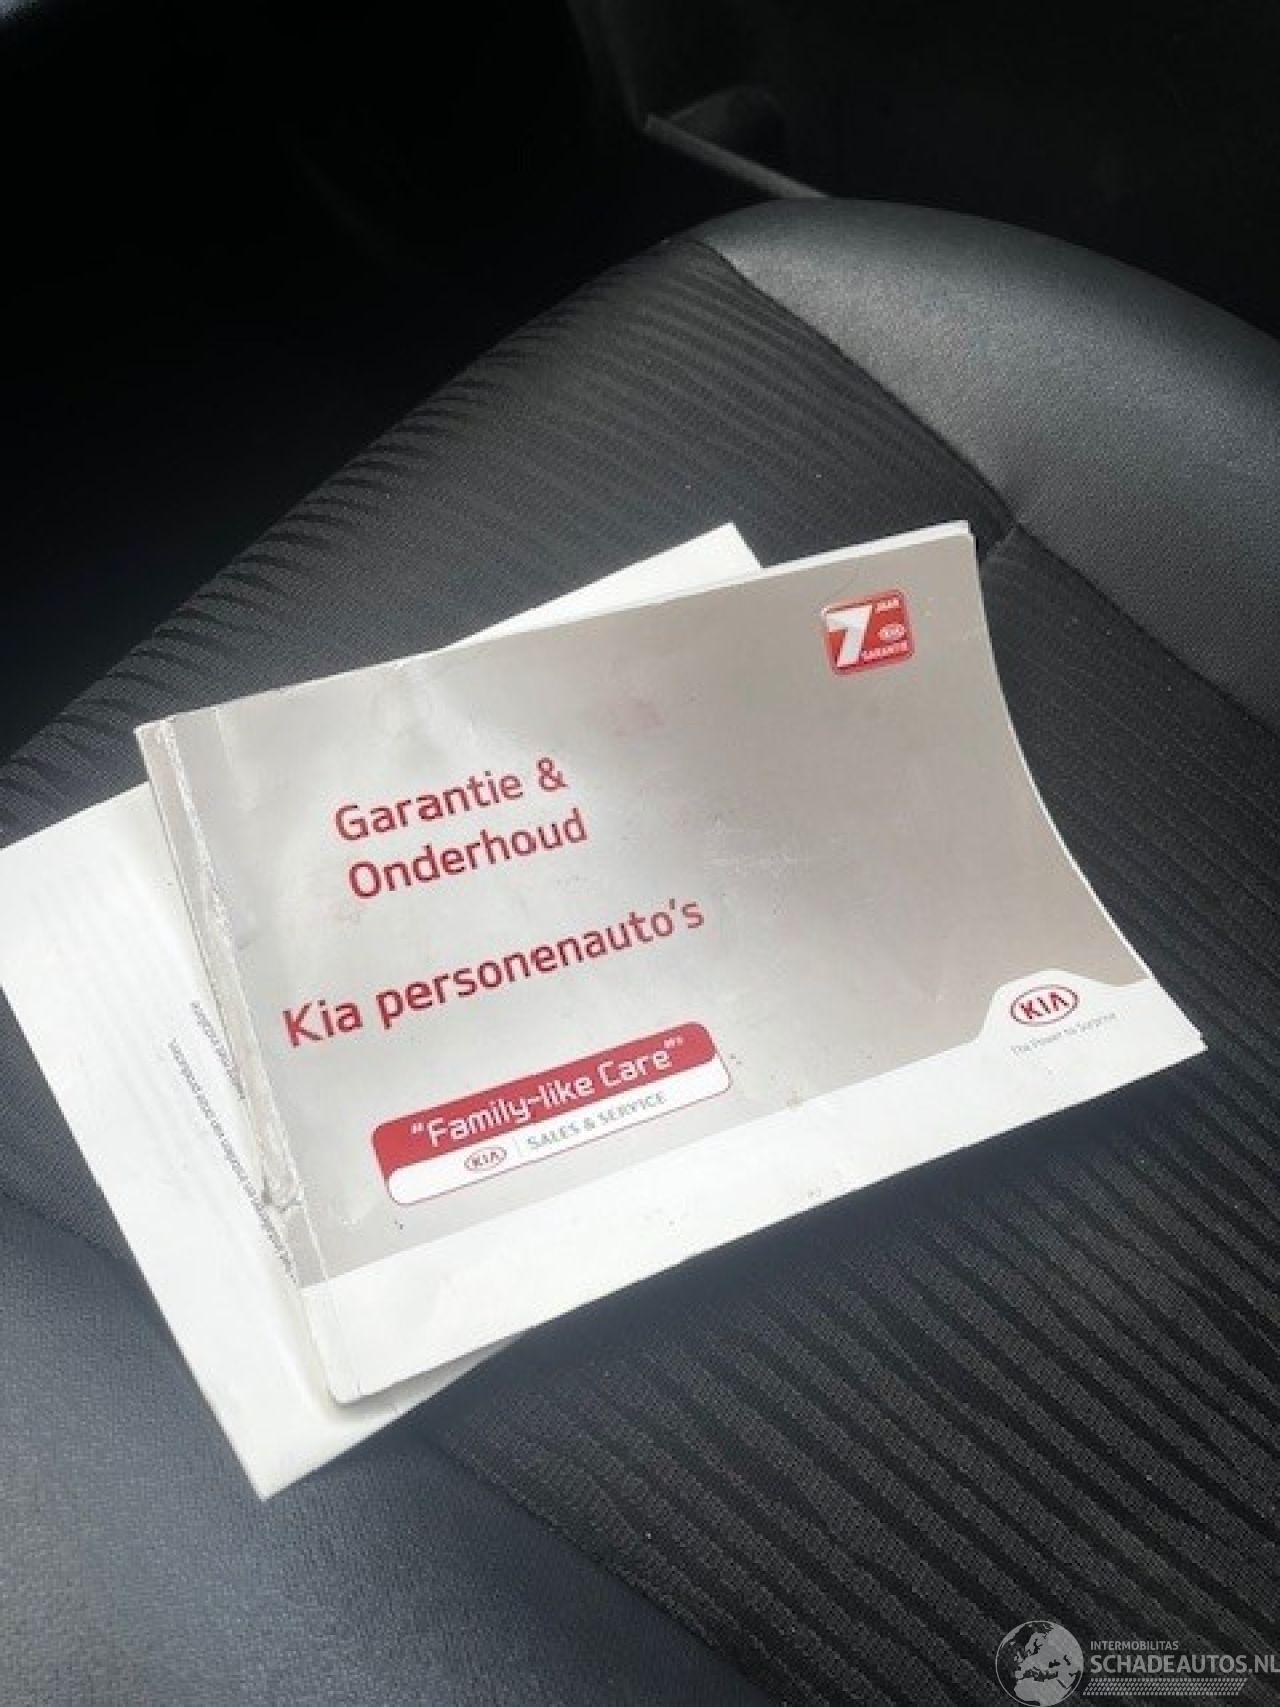 7 JAAR
KIA
GARANTIE
Garantie &
Onderhoud
Kia personenauto's
"Family-like Care"
KIA SALES & SERVICE
KIA
The Power to Surprise
INTERMOBILITAS
SCHADEAUTOS.NL